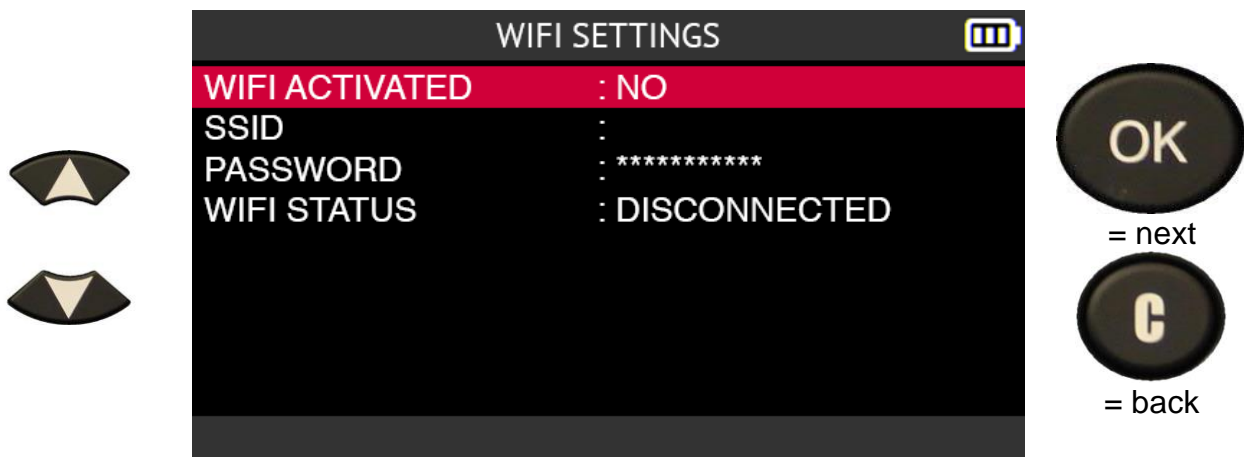 WIFI SETTINGS
WIFI ACTIVATED : NO
SSID :
PASSWORD : ***********
WIFI STATUS : DISCONNECTED
OK
= next
C
= back